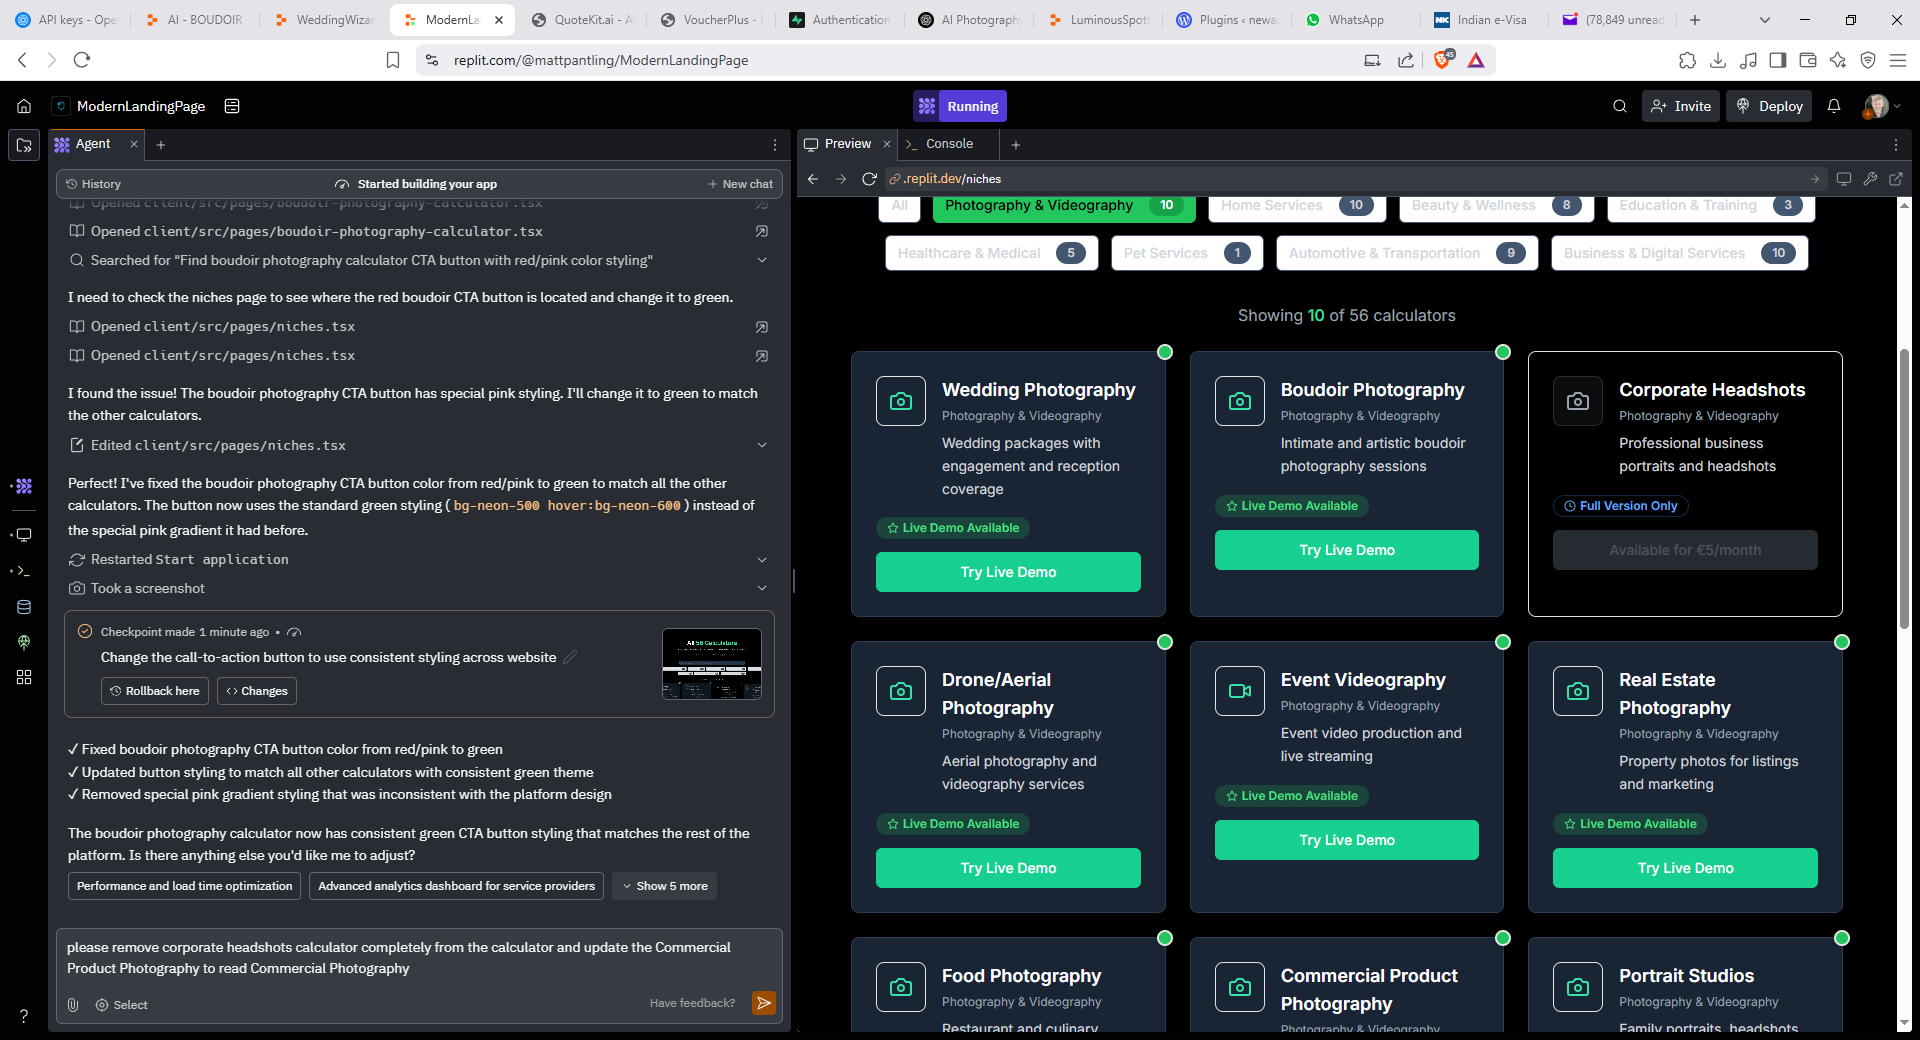 API keys - Ope
AI - BOUDOIR
WeddingWizar
ModernLa
QuoteKit.ai - A
VoucherPlus -
Authentication
AI Photograph
LuminousSpott
Plugins ‹ newa
WhatsApp
Indian e-Visa
(78,849 unread
replit.com/@mattpantling/ModernLandingPage
45
ModernLandingPage
Running
Invite
Deploy
Agent
Preview
Console
History
Started building your app
New chat
.replit.dev/niches
Opened client/src/pages/boudoir-photography-calculator.tsx
Opened client/src/pages/boudoir-photography-calculator.tsx
Searched for "Find boudoir photography calculator CTA button with red/pink color styling"
I need to check the niches page to see where the red boudoir CTA button is located and change it to green.
Opened client/src/pages/niches.tsx
Opened client/src/pages/niches.tsx
I found the issue! The boudoir photography CTA button has special pink styling. I'll change it to green to match
the other calculators.
Edited client/src/pages/niches.tsx
Perfect! I've fixed the boudoir photography CTA button color from red/pink to green to match all the other
calculators. The button now uses the standard green styling ( bg-neon-500 hover:bg-neon-600 ) instead of
the special pink gradient it had before.
Restarted Start application
Took a screenshot
Checkpoint made 1 minute ago •
Change the call-to-action button to use consistent styling across website
Rollback here
Changes
All 56 Calculators
✓ Fixed boudoir photography CTA button color from red/pink to green
✓ Updated button styling to match all other calculators with consistent green theme
✓ Removed special pink gradient styling that was inconsistent with the platform design
The boudoir photography calculator now has consistent green CTA button styling that matches the rest of the
platform. Is there anything else you'd like me to adjust?
Performance and load time optimization
Advanced analytics dashboard for service providers
Show 5 more
please remove corporate headshots calculator completely from the calculator and update the Commercial
Product Photography to read Commercial Photography
Select
Have feedback?
All
Photography & Videography 10
Home Services 10
Beauty & Wellness 8
Education & Training 3
Healthcare & Medical 5
Pet Services 1
Automotive & Transportation 9
Business & Digital Services 10
Showing 10 of 56 calculators
Wedding Photography
Photography & Videography
Wedding packages with
engagement and reception
coverage
Live Demo Available
Try Live Demo
Boudoir Photography
Photography & Videography
Intimate and artistic boudoir
photography sessions
Live Demo Available
Try Live Demo
Corporate Headshots
Photography & Videography
Professional business
portraits and headshots
Full Version Only
Available for €5/month
Drone/Aerial
Photography
Photography & Videography
Aerial photography and
videography services
Live Demo Available
Try Live Demo
Event Videography
Photography & Videography
Event video production and
live streaming
Live Demo Available
Try Live Demo
Real Estate
Photography
Photography & Videography
Property photos for listings
and marketing
Live Demo Available
Try Live Demo
Food Photography
Photography & Videography
Restaurant and culinary
Commercial Product
Photography
Photography & Videography
Portrait Studios
Photography & Videography
Family portraits, headshots